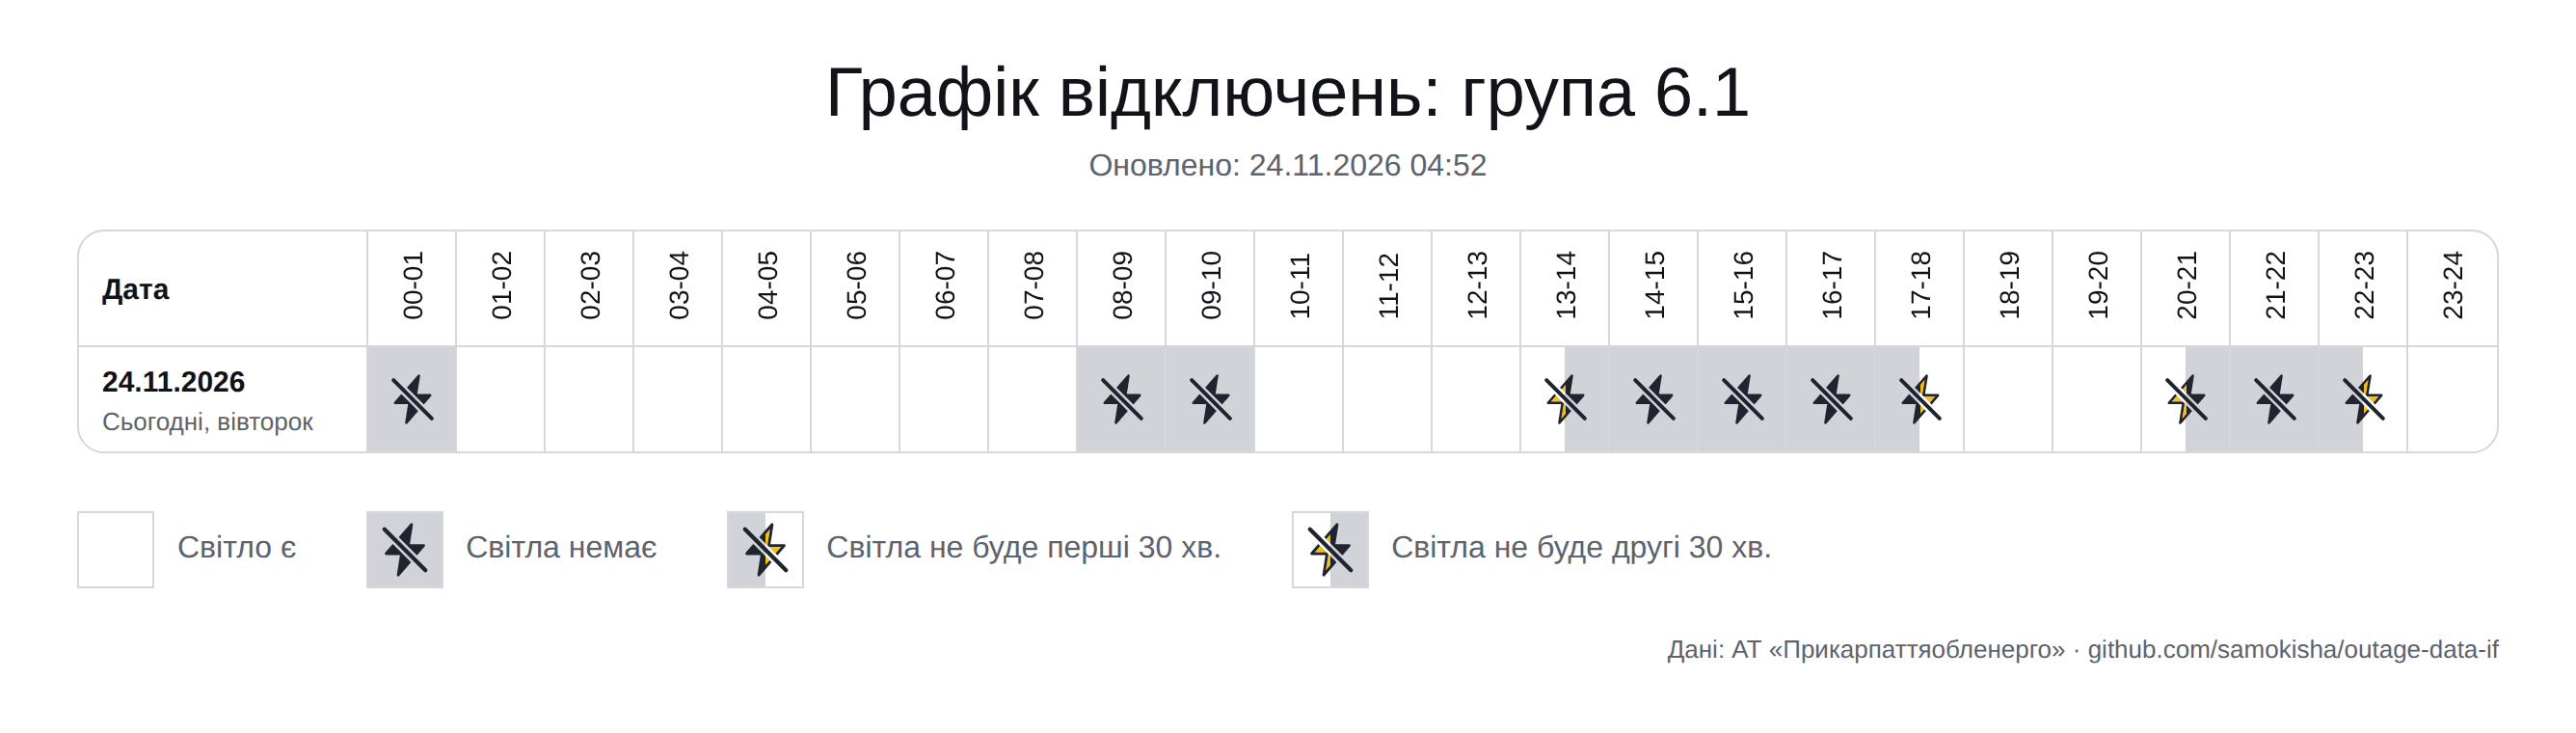 Графік відключень: група 6.1
Оновлено: 24.11.2026 04:52
Дата 00-01 01-02 02-03 03-04 04-05 05-06 06-07 07-08 08-09 09-10 10-11 11-12 12-13 13-14 14-15 15-16 16-17 17-18 18-19 19-20 20-21 21-22 22-23 23-24
24.11.2026
Сьогодні, вівторок
Світло є Світла немає Світла не буде перші 30 хв. Світла не буде другі 30 хв.
Дані: АТ «Прикарпаттяобленерго» · github.com/samokisha/outage-data-if